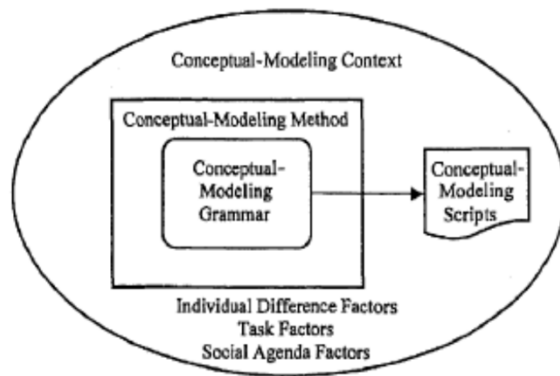 Conceptual-Modeling Context
Conceptual-Modeling Method
Conceptual-
Modeling
Grammar
Conceptual-
Modeling
Scripts
Individual Difference Factors
Task Factors
Social Agenda Factors